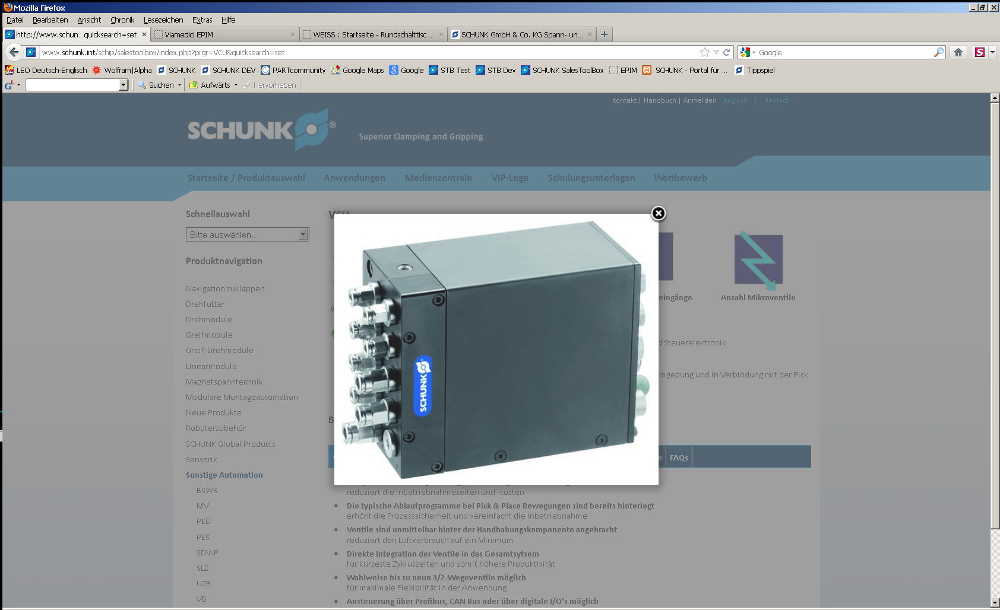 Mozilla Firefox
Datei Bearbeiten Ansicht Chronik Lesezeichen Extras Hilfe
http://www.schun...quicksearch=set Viamedici EPIM WEISS : Startseite - Rundschalttisc... SCHUNK GmbH & Co. KG Spann- un...
www.schunk.int/schip/salestoolbox/index.php?prgr=VCU&quicksearch=set Google
LEO Deutsch-Englisch Wolfram|Alpha SCHUNK SCHUNK DEV PARTcommunity Google Maps Google STB Test STB Dev SCHUNK SalesToolBox EPIM SCHUNK - Portal für ... Tippspiel
Suchen Aufwärts Hervorheben
Kontakt | Handbuch | Anmelden english | deutsch
SCHUNK ®
Superior Clamping and Gripping
Startseite / Produktauswahl Anwendungen Medienzentrale VIP-Loge Schulungsunterlagen Wettbewerb
Schnellauswahl
VCU
Bitte auswählen...
Produktnavigation
Navigation zuklappen
Drehfutter
Drehmodule
Greifmodule
Greif-Drehmodule
Linearmodule
Magnetspanntechnik
Modulare Montageautomation
Neue Produkte
Roboterzubehör
SCHUNK Global Products
Sensorik
Sonstige Automation
BSWS
MV
PED
PES
SDV-P
SLZ
UZB
VB
SCHUNK
eingänge
Anzahl Mikroventile
d Steuerelektronik
mgebung und in Verbindung mit der Pick
B
e FAQs
reduziert die Inbetriebnahmezeiten und -kosten
• Die typische Ablaufprogramme bei Pick & Place Bewegungen sind bereits hinterlegt
erhöht die Prozesssicherheit und vereinfacht die Inbetriebnahme
• Ventile sind unmittelbar hinter der Handhabungskomponente angebracht
reduziert den Luftverbrauch auf ein Minimum
• Direkte Integration der Ventile in das Gesamtsytsem
für kürzeste Zykluszeiten und somit höhere Produktivität
• Wahlweise bis zu neun 3/2-Wegeventile möglich
für maximale Flexibilität in der Anwendung
• Ansteuerung über Profibus, CAN Bus oder über digitale I/O's möglich